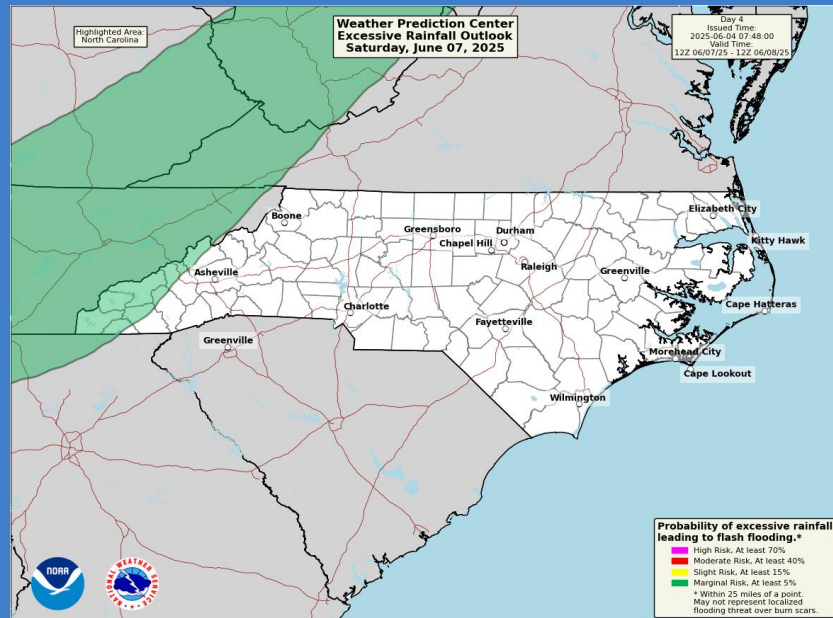 Highlighted Area:
North Carolina
Weather Prediction Center
Excessive Rainfall Outlook
Saturday, June 07, 2025
Day 4
Issued Time:
2025-06-04 07:48:00
Valid Time:
12Z 06/07/25 - 12Z 06/08/25
Boone
Elizabeth City
Greensboro
Durham
Chapel Hill
Kitty Hawk
Raleigh
Asheville
Greenville
Charlotte
Cape Hatteras
Fayetteville
Greenville
Morehead City
Cape Lookout
Wilmington
Probability of excessive rainfall
leading to flash flooding.*
High Risk, At least 70%
Moderate Risk, At least 40%
Slight Risk, At least 15%
Marginal Risk, At least 5%
* Within 25 miles of a point.
May not represent localized
flooding threat over burn scars.
NOAA
NATIONAL WEATHER SERVICE